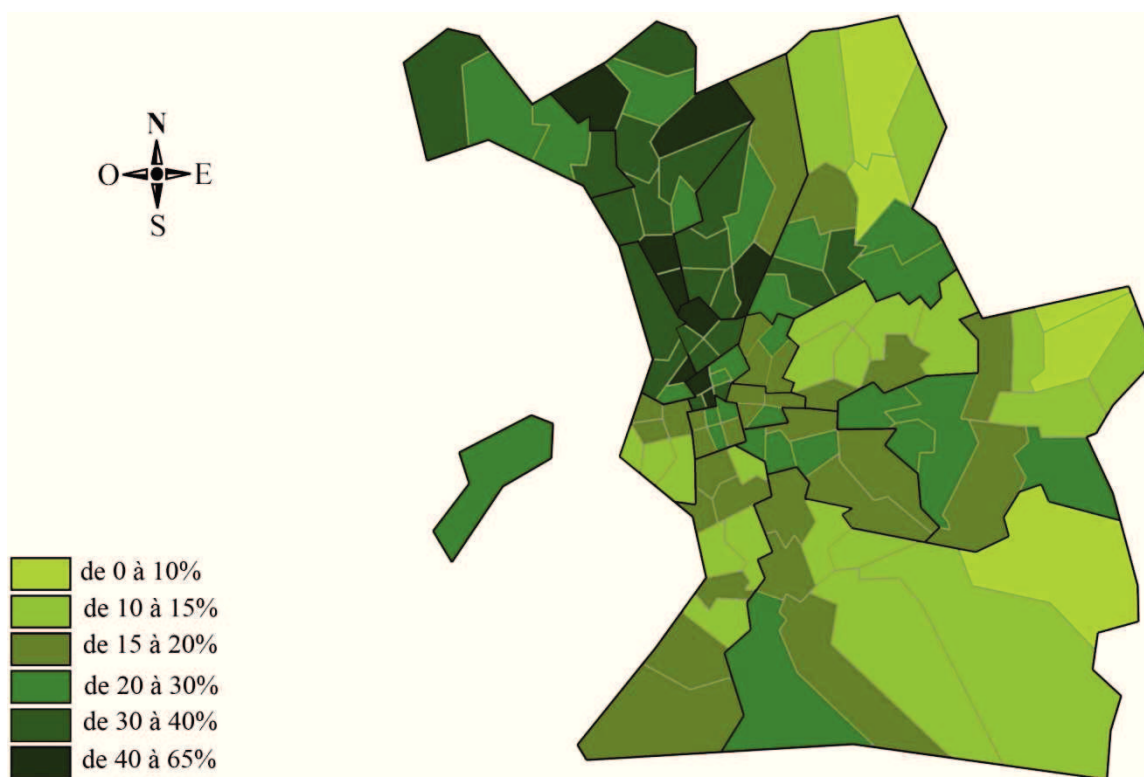 N
O E
S
de 0 à 10%
de 10 à 15%
de 15 à 20%
de 20 à 30%
de 30 à 40%
de 40 à 65%